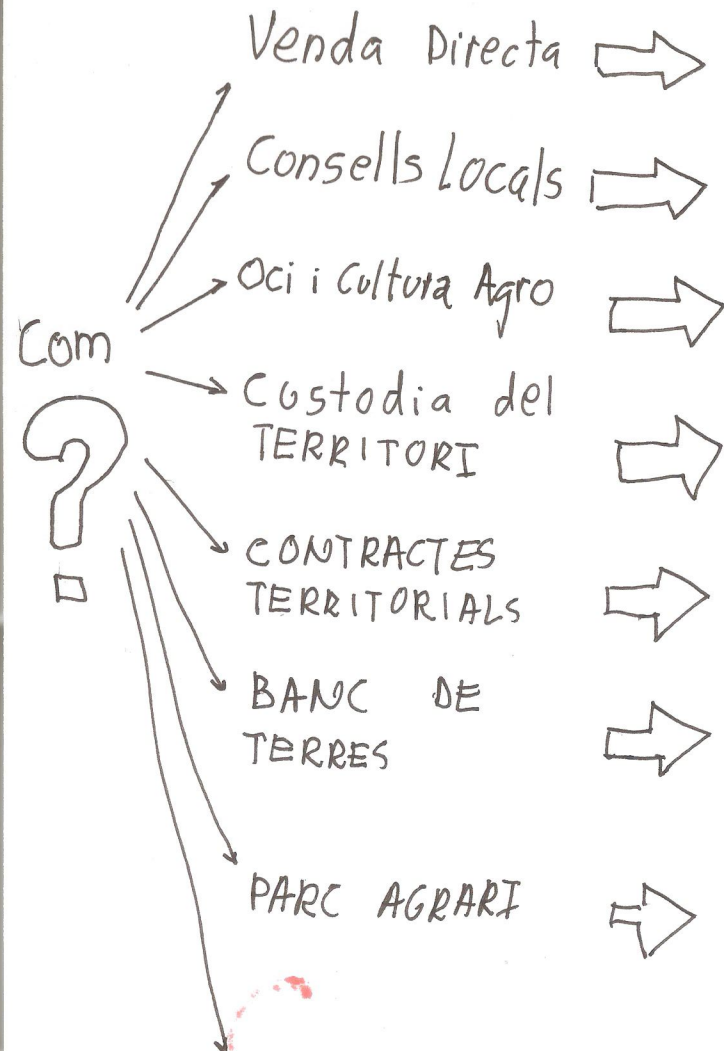 Venda Directa
Consells Locals
Oci i Cultura Agro
Com
?
Custodia del
TERRITORI
CONTRACTES
TERRITORIALS
BANC DE
TERRES
PARC AGRARI